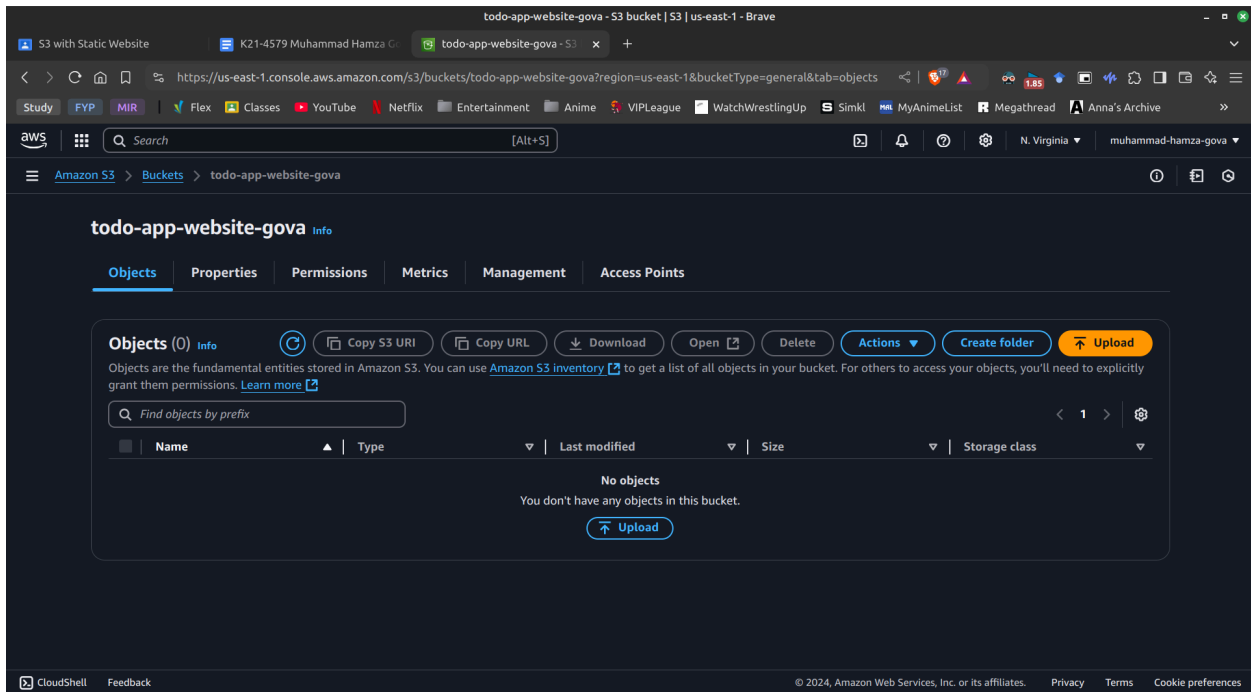 todo-app-website-gova - S3 bucket | S3 | us-east-1 - Brave
S3 with Static Website K21-4579 Muhammad Hamza Go todo-app-website-gova - S3
https://us-east-1.console.aws.amazon.com/s3/buckets/todo-app-website-gova?region=us-east-1&bucketType=general&tab=objects 17 1.85
Study FYP MIR Flex Classes YouTube Netflix Entertainment Anime VIPLeague WatchWrestlingUp S Simkl MAL MyAnimeList R Megathread Anna's Archive »
aws Search [Alt+S] N. Virginia ▼ muhammad-hamza-gova ▼
Amazon S3 > Buckets > todo-app-website-gova
todo-app-website-gova Info
Objects Properties Permissions Metrics Management Access Points
Objects (0) Info Copy S3 URI Copy URL Download Open Delete Actions ▼ Create folder Upload
Objects are the fundamental entities stored in Amazon S3. You can use Amazon S3 inventory to get a list of all objects in your bucket. For others to access your objects, you'll need to explicitly
grant them permissions. Learn more
Find objects by prefix < 1 >
Name Type Last modified Size Storage class
No objects
You don't have any objects in this bucket.
Upload
CloudShell Feedback © 2024, Amazon Web Services, Inc. or its affiliates. Privacy Terms Cookie preferences